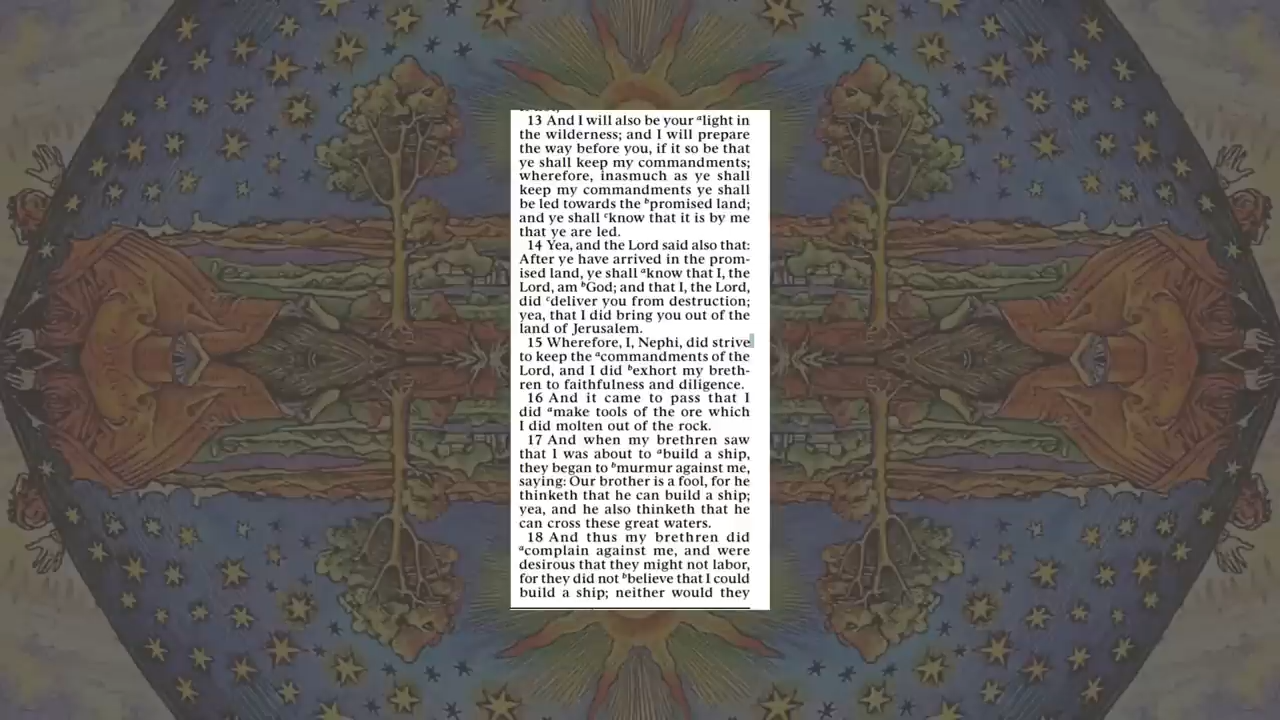 13 And I will also be your ᵃlight in
the wilderness; and I will prepare
the way before you, if it so be that
ye shall keep my commandments;
wherefore, inasmuch as ye shall
keep my commandments ye shall
be led towards the ᵇpromised land;
and ye shall ᶜknow that it is by me
that ye are led.
14 Yea, and the Lord said also that:
After ye have arrived in the prom-
ised land, ye shall ᵃknow that I, the
Lord, am ᵇGod; and that I, the Lord,
did ᶜdeliver you from destruction;
yea, that I did bring you out of the
land of Jerusalem.
15 Wherefore, I, Nephi, did strive
to keep the ᵃcommandments of the
Lord, and I did ᵇexhort my breth-
ren to faithfulness and diligence.
16 And it came to pass that I
did ᵃmake tools of the ore which
I did molten out of the rock.
17 And when my brethren saw
that I was about to ᵃbuild a ship,
they began to ᵇmurmur against me,
saying: Our brother is a fool, for he
thinketh that he can build a ship;
yea, and he also thinketh that he
can cross these great waters.
18 And thus my brethren did
ᵃcomplain against me, and were
desirous that they might not labor,
for they did not ᵇbelieve that I could
build a ship; neither would they